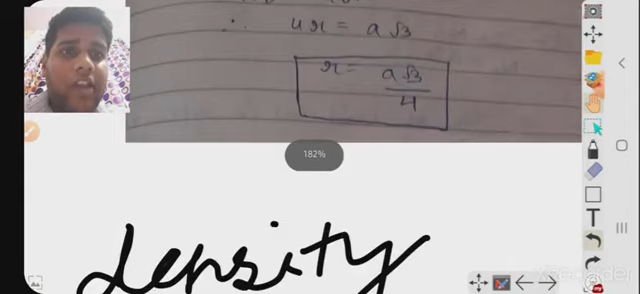 ∴ 4r = a√3
r = a√3/4
182%
density
T